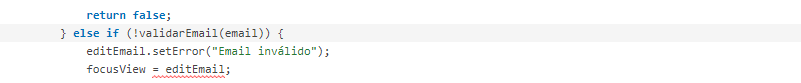 return false;
} else if (!validarEmail(email)) {
editEmail.setError("Email inválido");
focusView = editEmail;